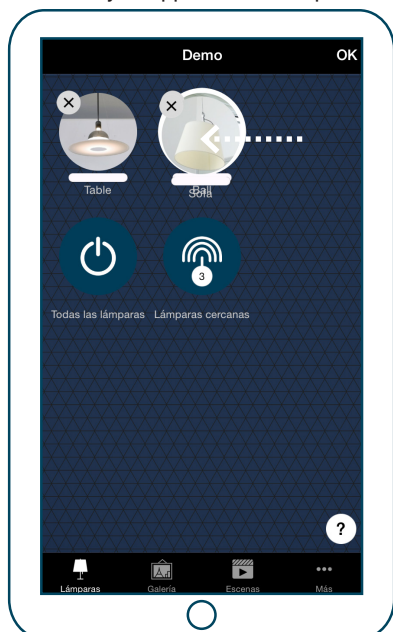 Demo
OK
Table
Ball
Sofa
3
Todas las lámparas
Lámparas cercanas
?
Lámparas
Galería
Escenas
Más